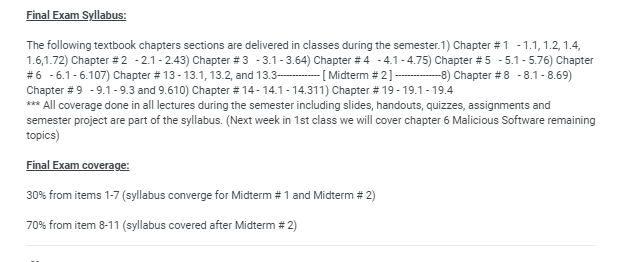 Final Exam Syllabus:
The following textbook chapters sections are delivered in classes during the semester.1) Chapter # 1 - 1.1, 1.2, 1.4,
1.6,1.72) Chapter # 2 - 2.1 - 2.43) Chapter # 3 - 3.1 - 3.64) Chapter # 4 - 4.1 - 4.75) Chapter # 5 - 5.1 - 5.76) Chapter
# 6 - 6.1 - 6.107) Chapter # 13 - 13.1, 13.2, and 13.3-------------- [ Midterm # 2 ] ---------------8) Chapter # 8 - 8.1 - 8.69)
Chapter # 9 - 9.1 - 9.3 and 9.610) Chapter # 14 - 14.1 - 14.311) Chapter # 19 - 19.1 - 19.4
*** All coverage done in all lectures during the semester including slides, handouts, quizzes, assignments and
semester project are part of the syllabus. (Next week in 1st class we will cover chapter 6 Malicious Software remaining
topics)
Final Exam coverage:
30% from items 1-7 (syllabus converge for Midterm # 1 and Midterm # 2)
70% from item 8-11 (syllabus covered after Midterm # 2)